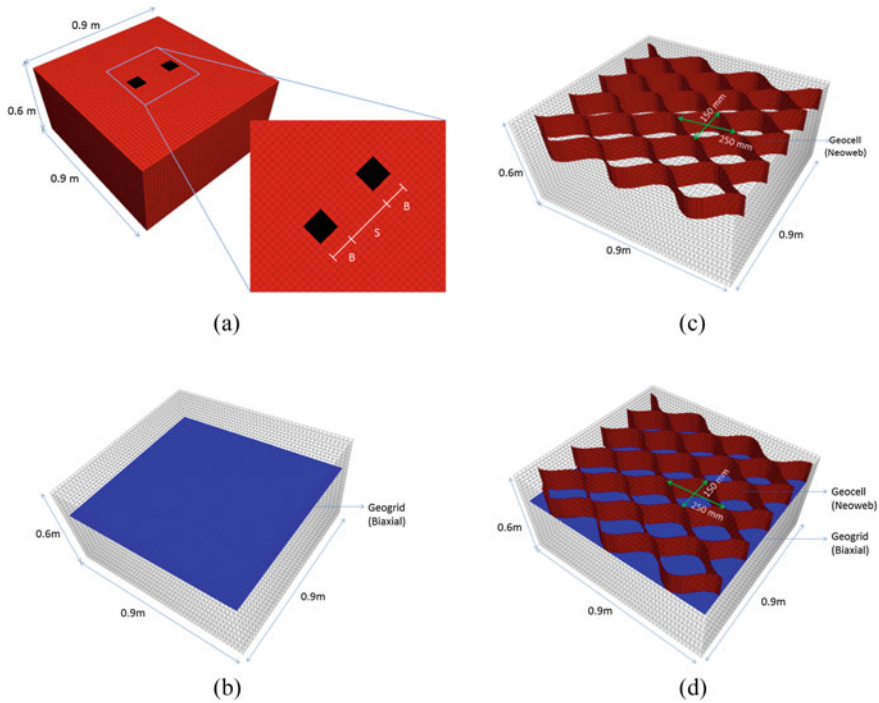 0.9 m
0.6 m
0.9 m
B
S
B
(a)
150 mm
250 mm
Geocell
(Neoweb)
0.6m
0.9m
0.9m
(c)
Geogrid
(Biaxial)
0.6m
0.9m
0.9m
(b)
150 mm
250 mm
Geocell
(Neoweb)
Geogrid
(Biaxial)
0.6m
0.9m
0.9m
(d)